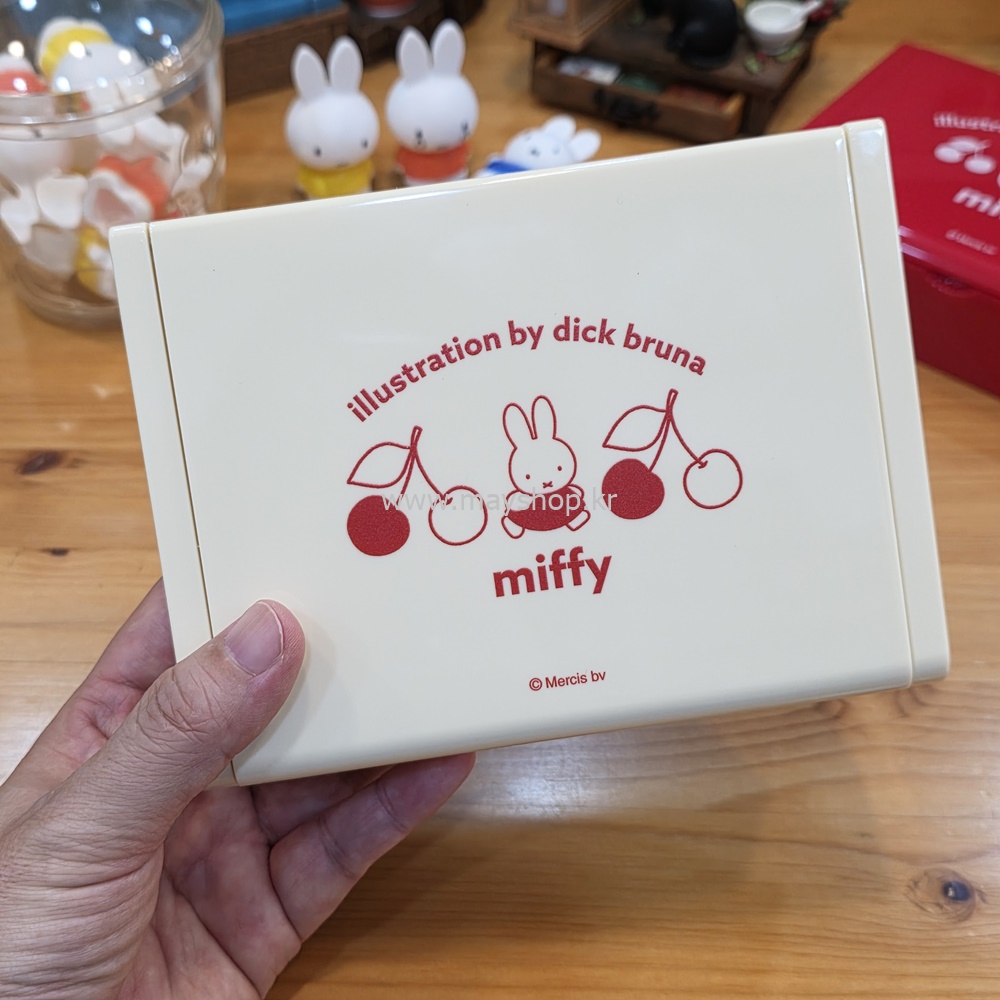 illustration by dick bruna
www.mayshop.kr
miffy
© Mercis bv